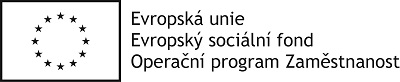 Evropská unie
Evropský sociální fond
Operační program Zaměstnanost